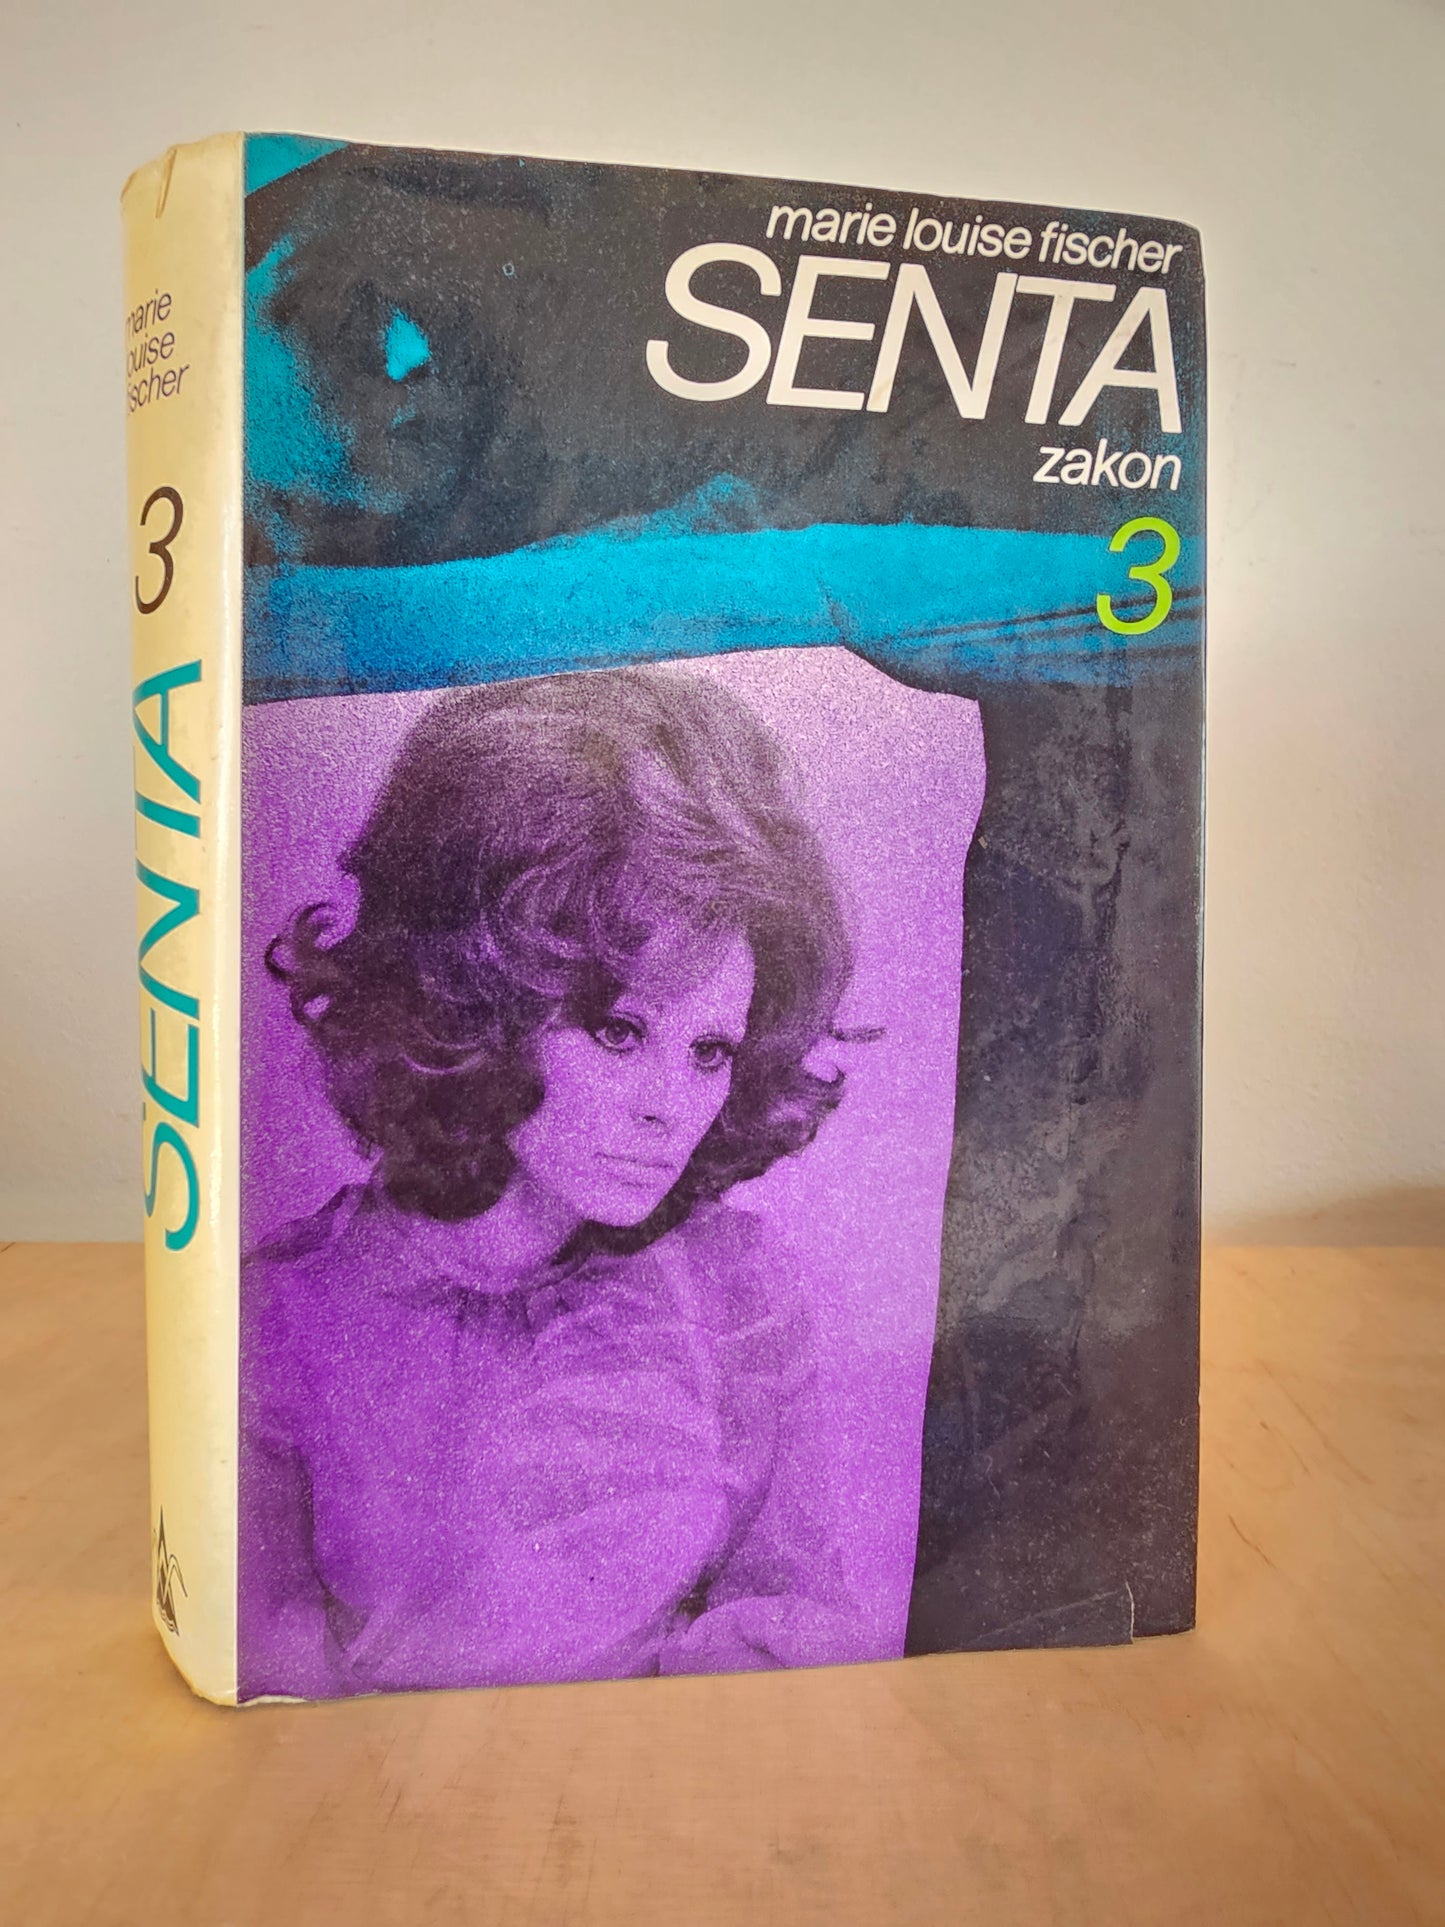 marie louise fischer
SENTA
zakon
3
marie
louise
fischer
3
SENTA